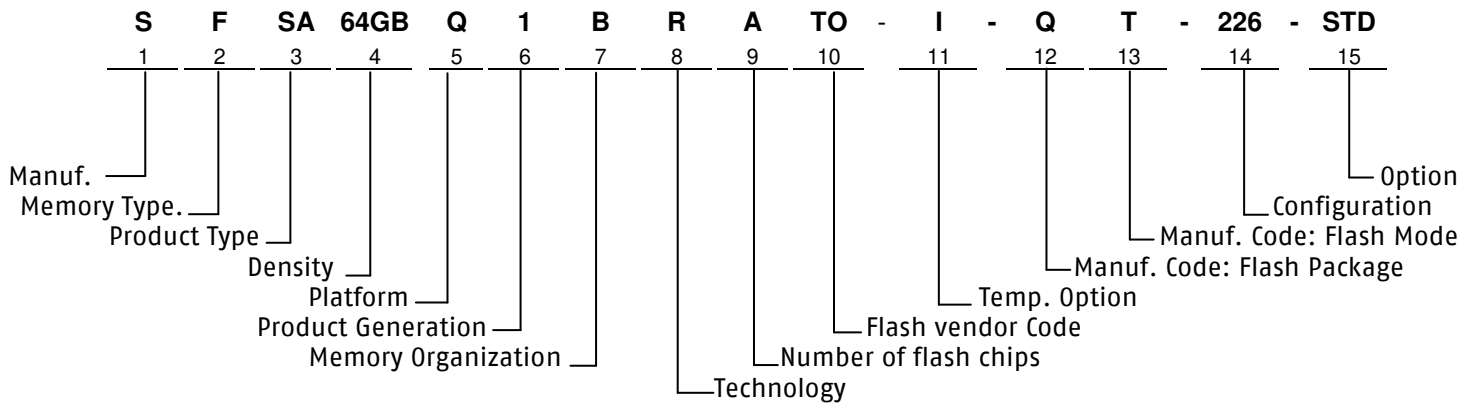 S F SA 64GB Q 1 B R A TO - I - Q T - 226 - STD
1 2 3 4 5 6 7 8 9 10 11 12 13 14 15
Manuf. Option
Memory Type. Configuration
Product Type Manuf. Code: Flash Mode
Density Manuf. Code: Flash Package
Platform Temp. Option
Product Generation Flash vendor Code
Memory Organization Number of flash chips
Technology